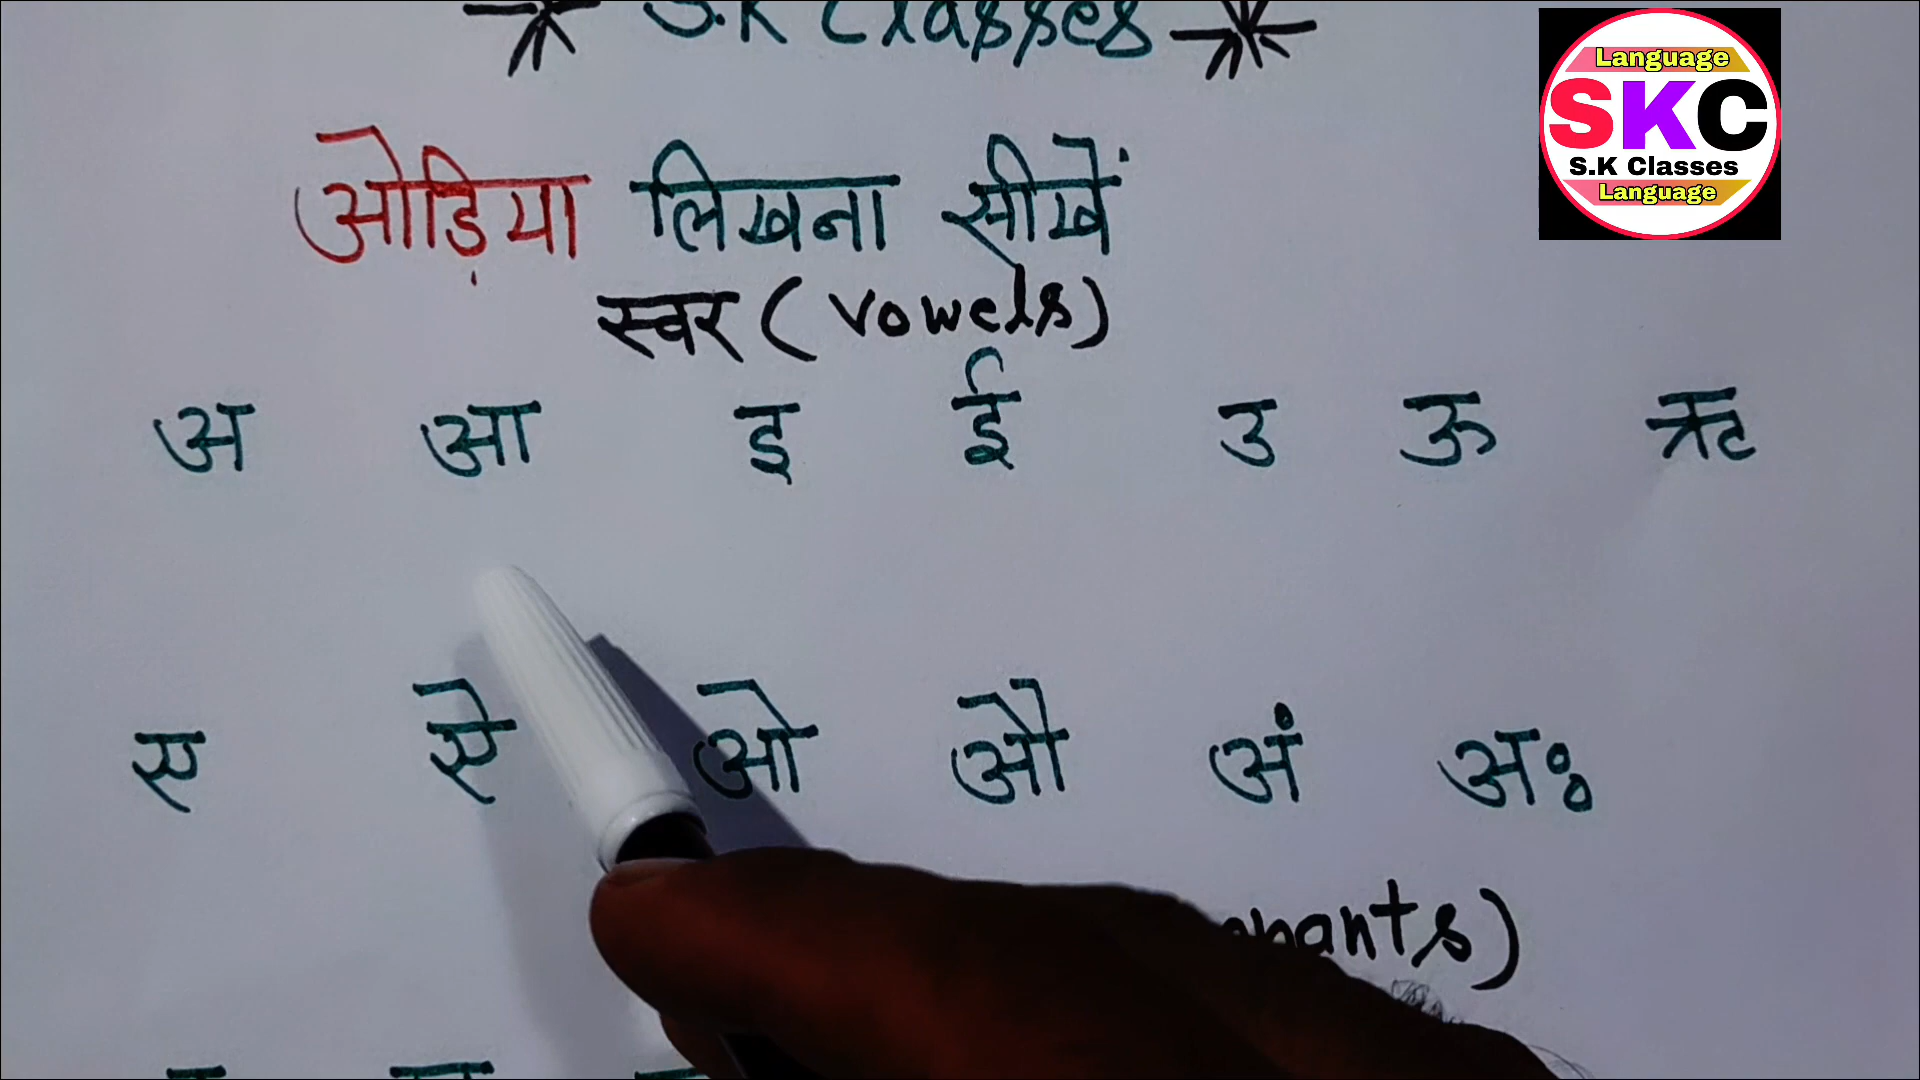 S.K Classes
Language
SKC
S.K Classes
Language
ओड़िया लिखना सीखें
स्वर ( vowels)
अ आ इ ई उ ऊ ऋ
ए ऐ ओ औ अं अः